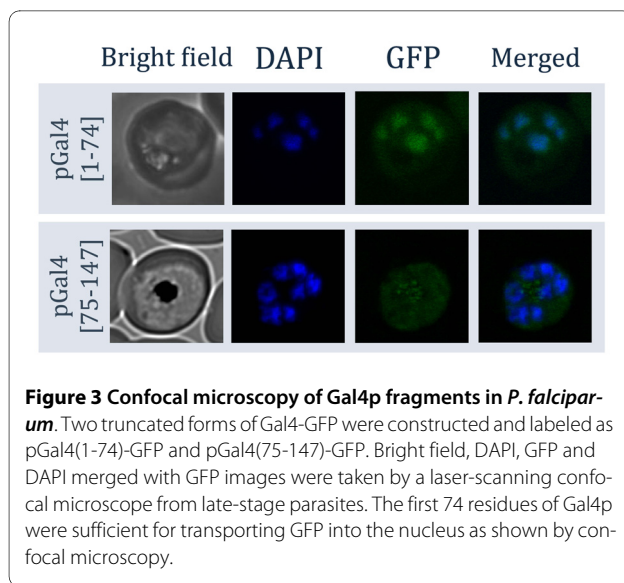 Bright field DAPI GFP Merged
pGal4
[1-74]
pGal4
[75-147]
Figure 3 Confocal microscopy of Gal4p fragments in P. falcipar-
um. Two truncated forms of Gal4-GFP were constructed and labeled as
pGal4(1-74)-GFP and pGal4(75-147)-GFP. Bright field, DAPI, GFP and
DAPI merged with GFP images were taken by a laser-scanning confo-
cal microscope from late-stage parasites. The first 74 residues of Gal4p
were sufficient for transporting GFP into the nucleus as shown by con-
focal microscopy.